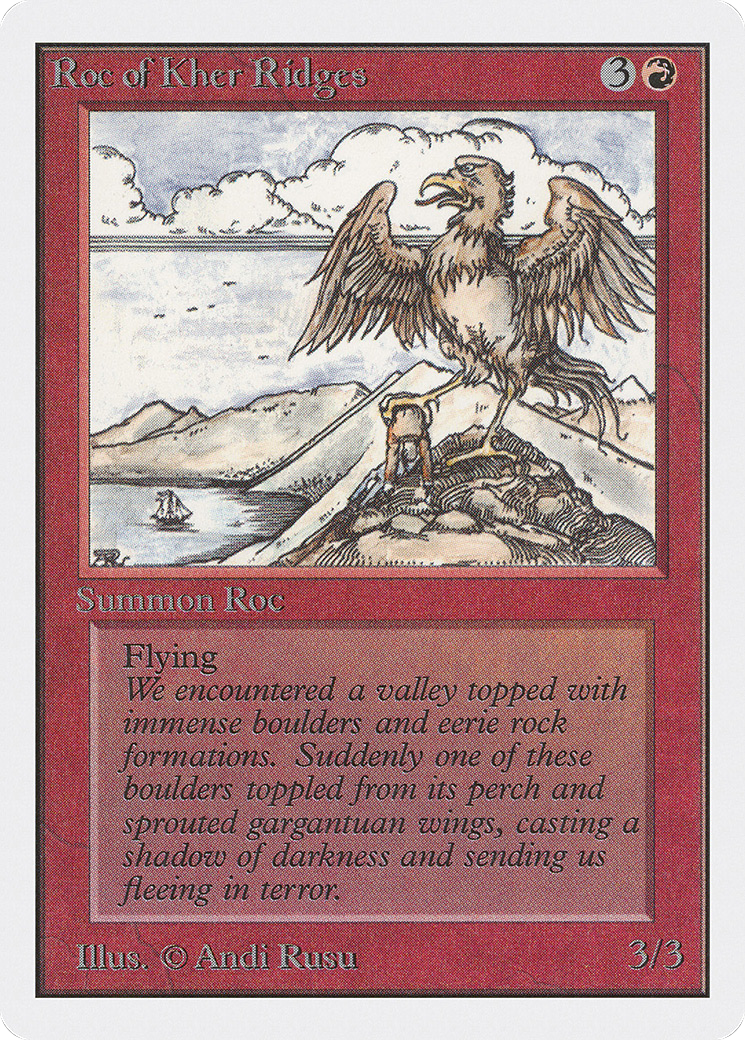 Roc of Kher Ridges 3
Summon Roc
Flying
We encountered a valley topped with
immense boulders and eerie rock
formations. Suddenly one of these
boulders toppled from its perch and
sprouted gargantuan wings, casting a
shadow of darkness and sending us
fleeing in terror.
Illus. © Andi Rusu 3/3